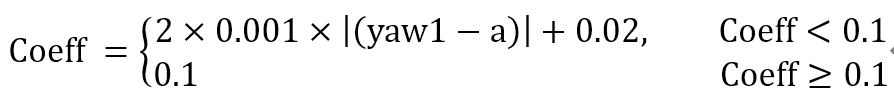 Coeff = { 2 × 0.001 × |(yaw1 − a)| + 0.02, Coeff < 0.1
0.1 Coeff ≥ 0.1